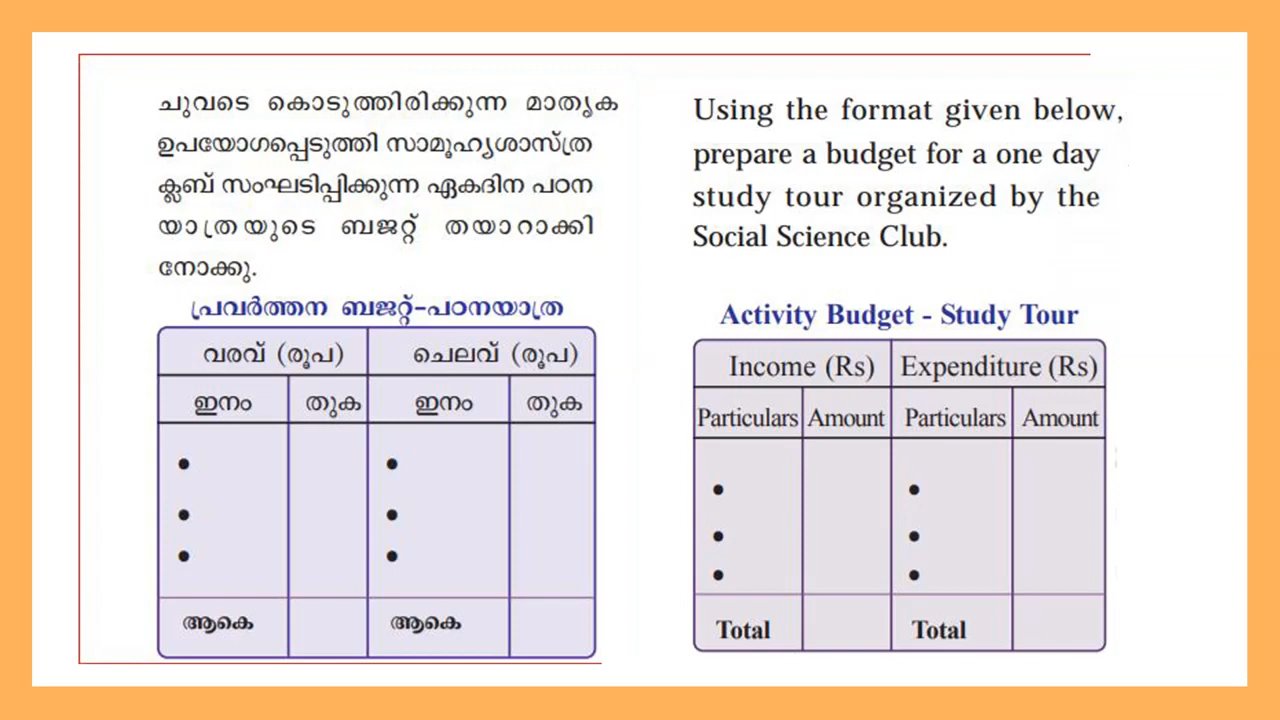 ചുവടെ കൊടുത്തിരിക്കുന്ന മാതൃക
ഉപയോഗപ്പെടുത്തി സാമൂഹ്യശാസ്ത്ര
ക്ലബ് സംഘടിപ്പിക്കുന്ന ഏകദിന പഠന
യാത്രയുടെ ബജറ്റ് തയാറാക്കി
നോക്കൂ.
പ്രവർത്തന ബജറ്റ്-പഠനയാത്ര
വരവ് (രൂപ) ചെലവ് (രൂപ)
ഇനം തുക ഇനം തുക
• •
• •
• •
ആകെ ആകെ
Using the format given below,
prepare a budget for a one day
study tour organized by the
Social Science Club.
Activity Budget - Study Tour
Income (Rs) Expenditure (Rs)
Particulars Amount Particulars Amount
• •
• •
• •
Total Total